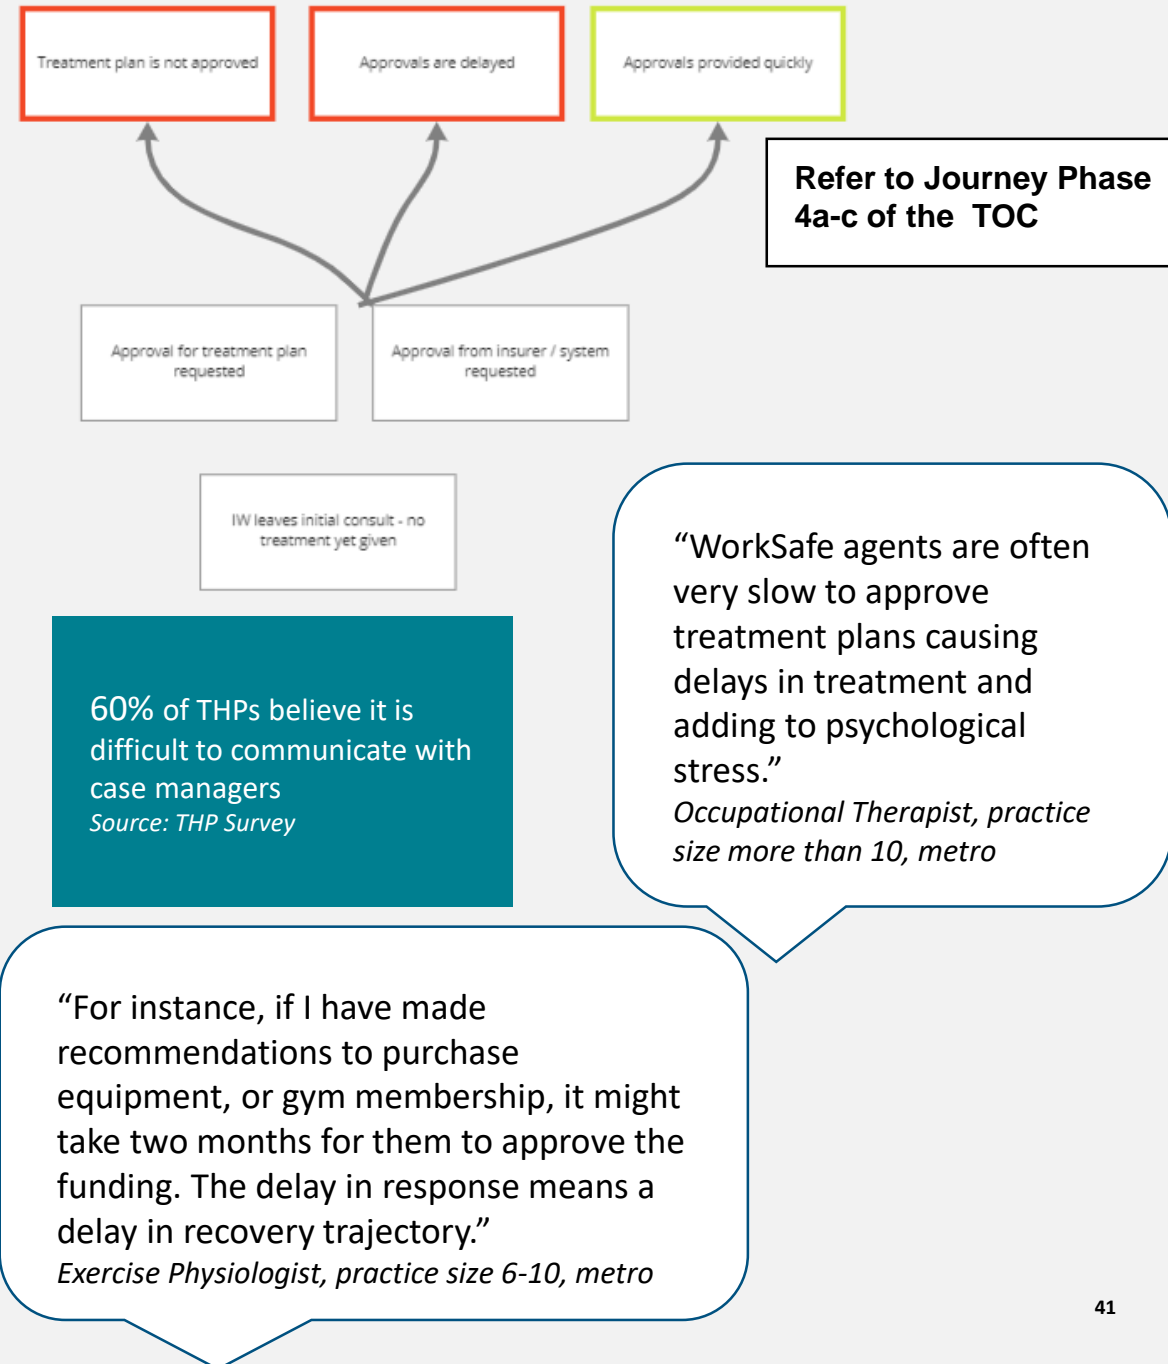 Treatment plan is not approved
Approvals are delayed
Approvals provided quickly
Refer to Journey Phase
4a-c of the TOC
Approval for treatment plan
requested
Approval from insurer / system
requested
IW leaves initial consult - no
treatment yet given
60% of THPs believe it is
difficult to communicate with
case managers
Source: THP Survey
“WorkSafe agents are often
very slow to approve
treatment plans causing
delays in treatment and
adding to psychological
stress.”
Occupational Therapist, practice
size more than 10, metro
“For instance, if I have made
recommendations to purchase
equipment, or gym membership, it might
take two months for them to approve the
funding. The delay in response means a
delay in recovery trajectory.”
Exercise Physiologist, practice size 6-10, metro
41